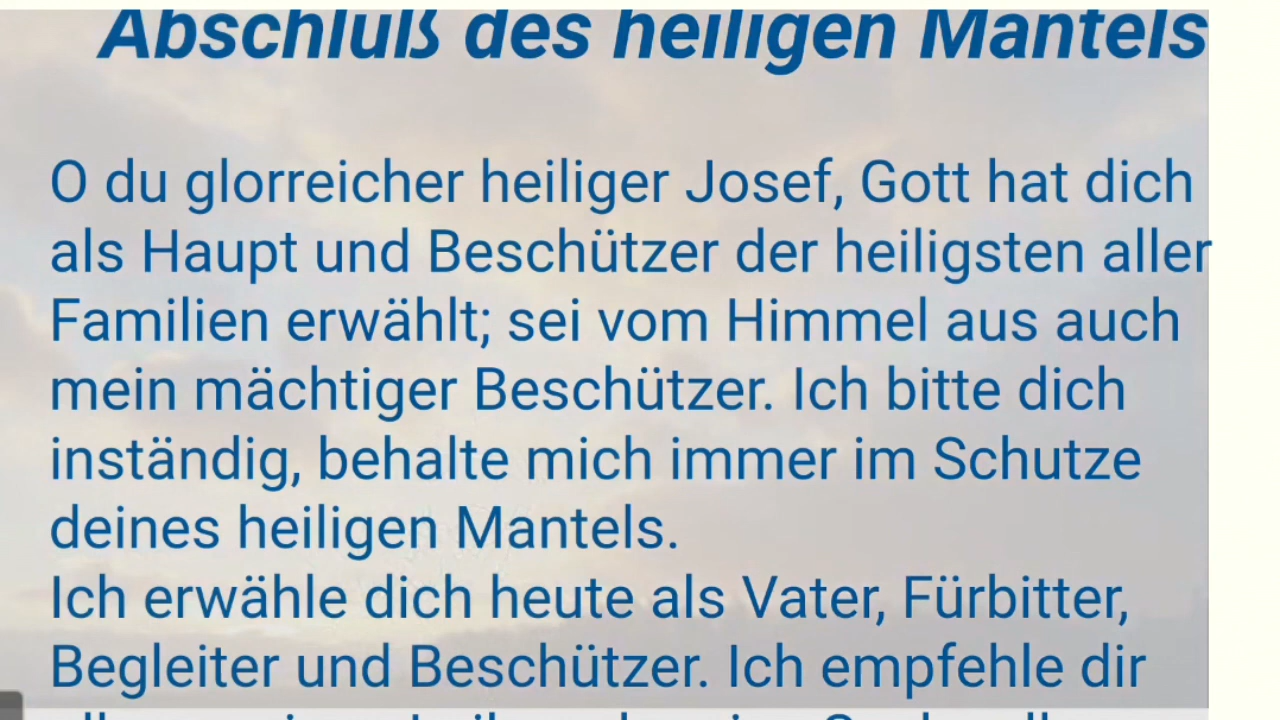 Abschluß des heiligen Mantels
O du glorreicher heiliger Josef, Gott hat dich
als Haupt und Beschützer der heiligsten aller
Familien erwählt; sei vom Himmel aus auch
mein mächtiger Beschützer. Ich bitte dich
inständig, behalte mich immer im Schutze
deines heiligen Mantels.
Ich erwähle dich heute als Vater, Fürbitter,
Begleiter und Beschützer. Ich empfehle dir